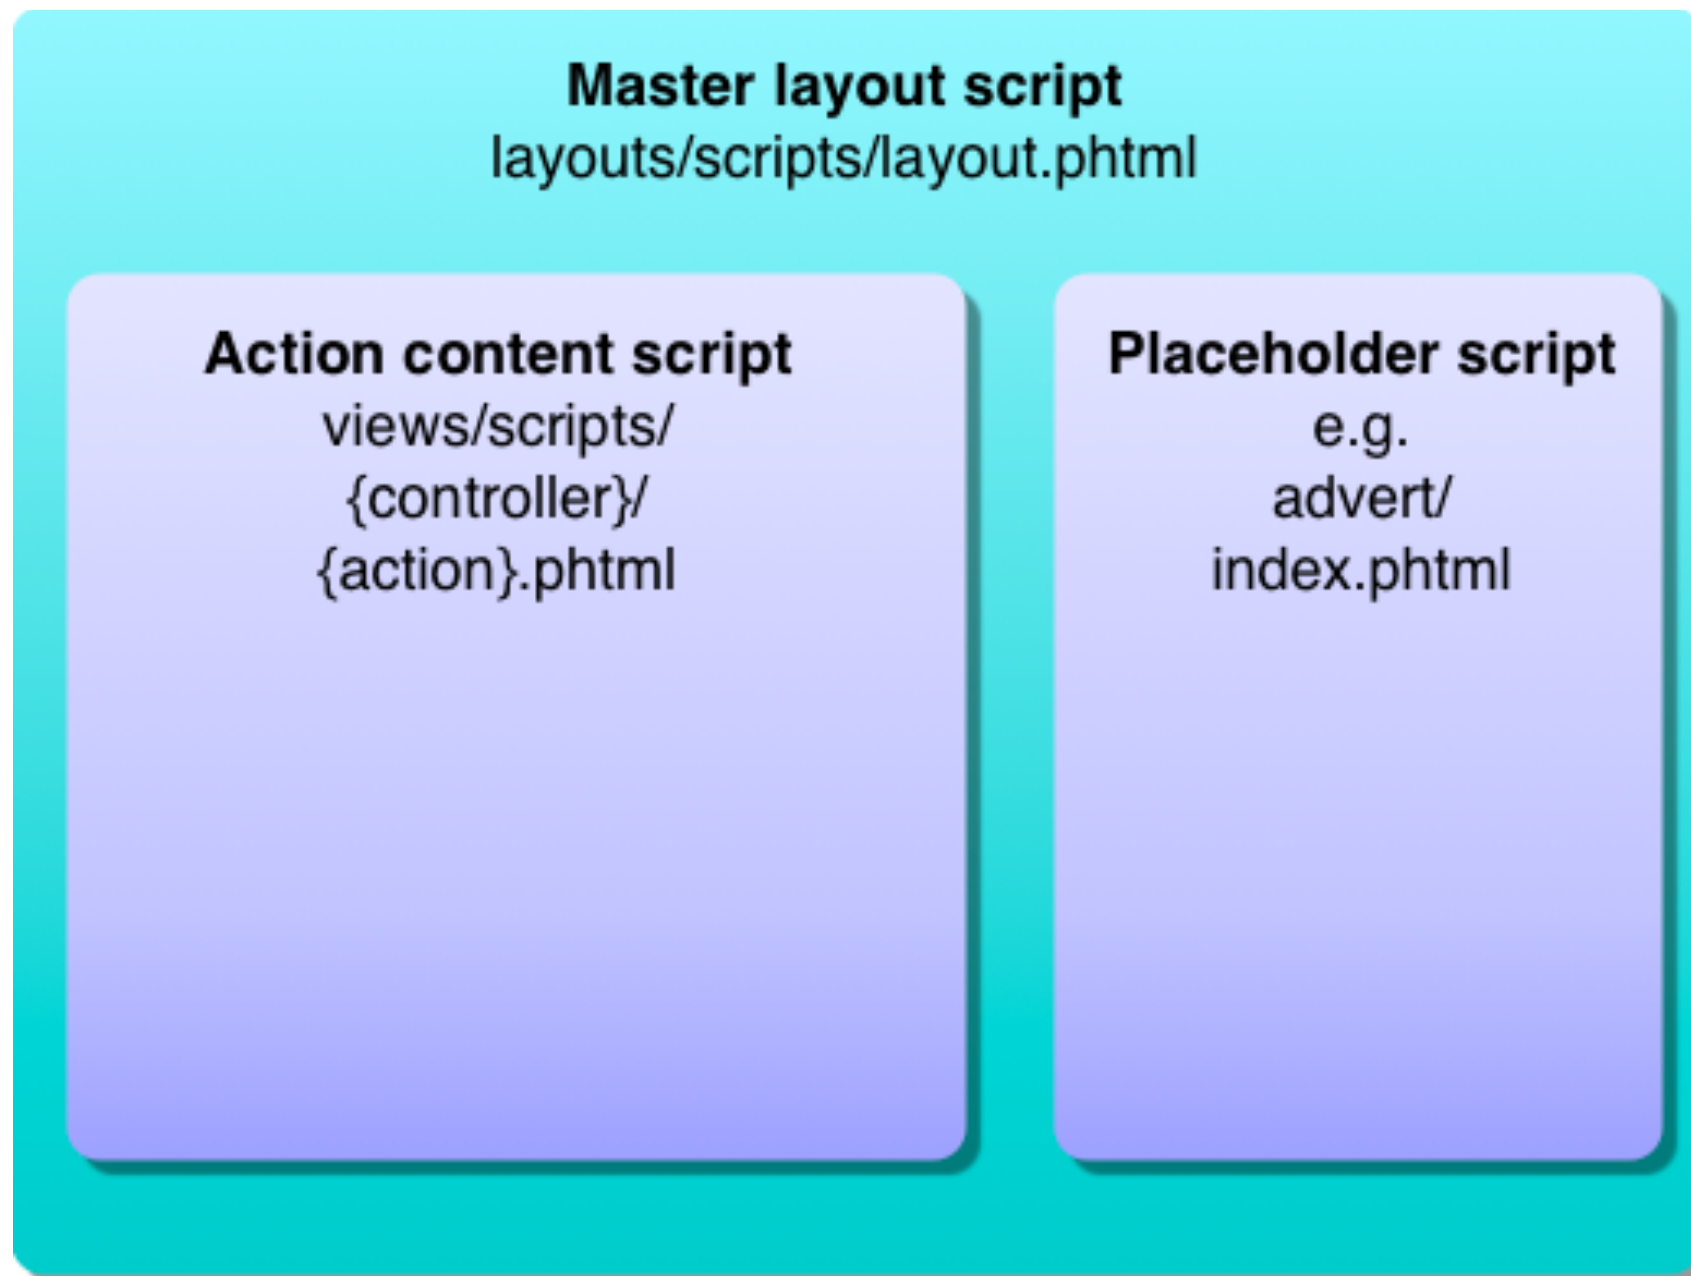 Master layout script
layouts/scripts/layout.phtml
Action content script
views/scripts/
{controller}/
{action}.phtml
Placeholder script
e.g.
advert/
index.phtml